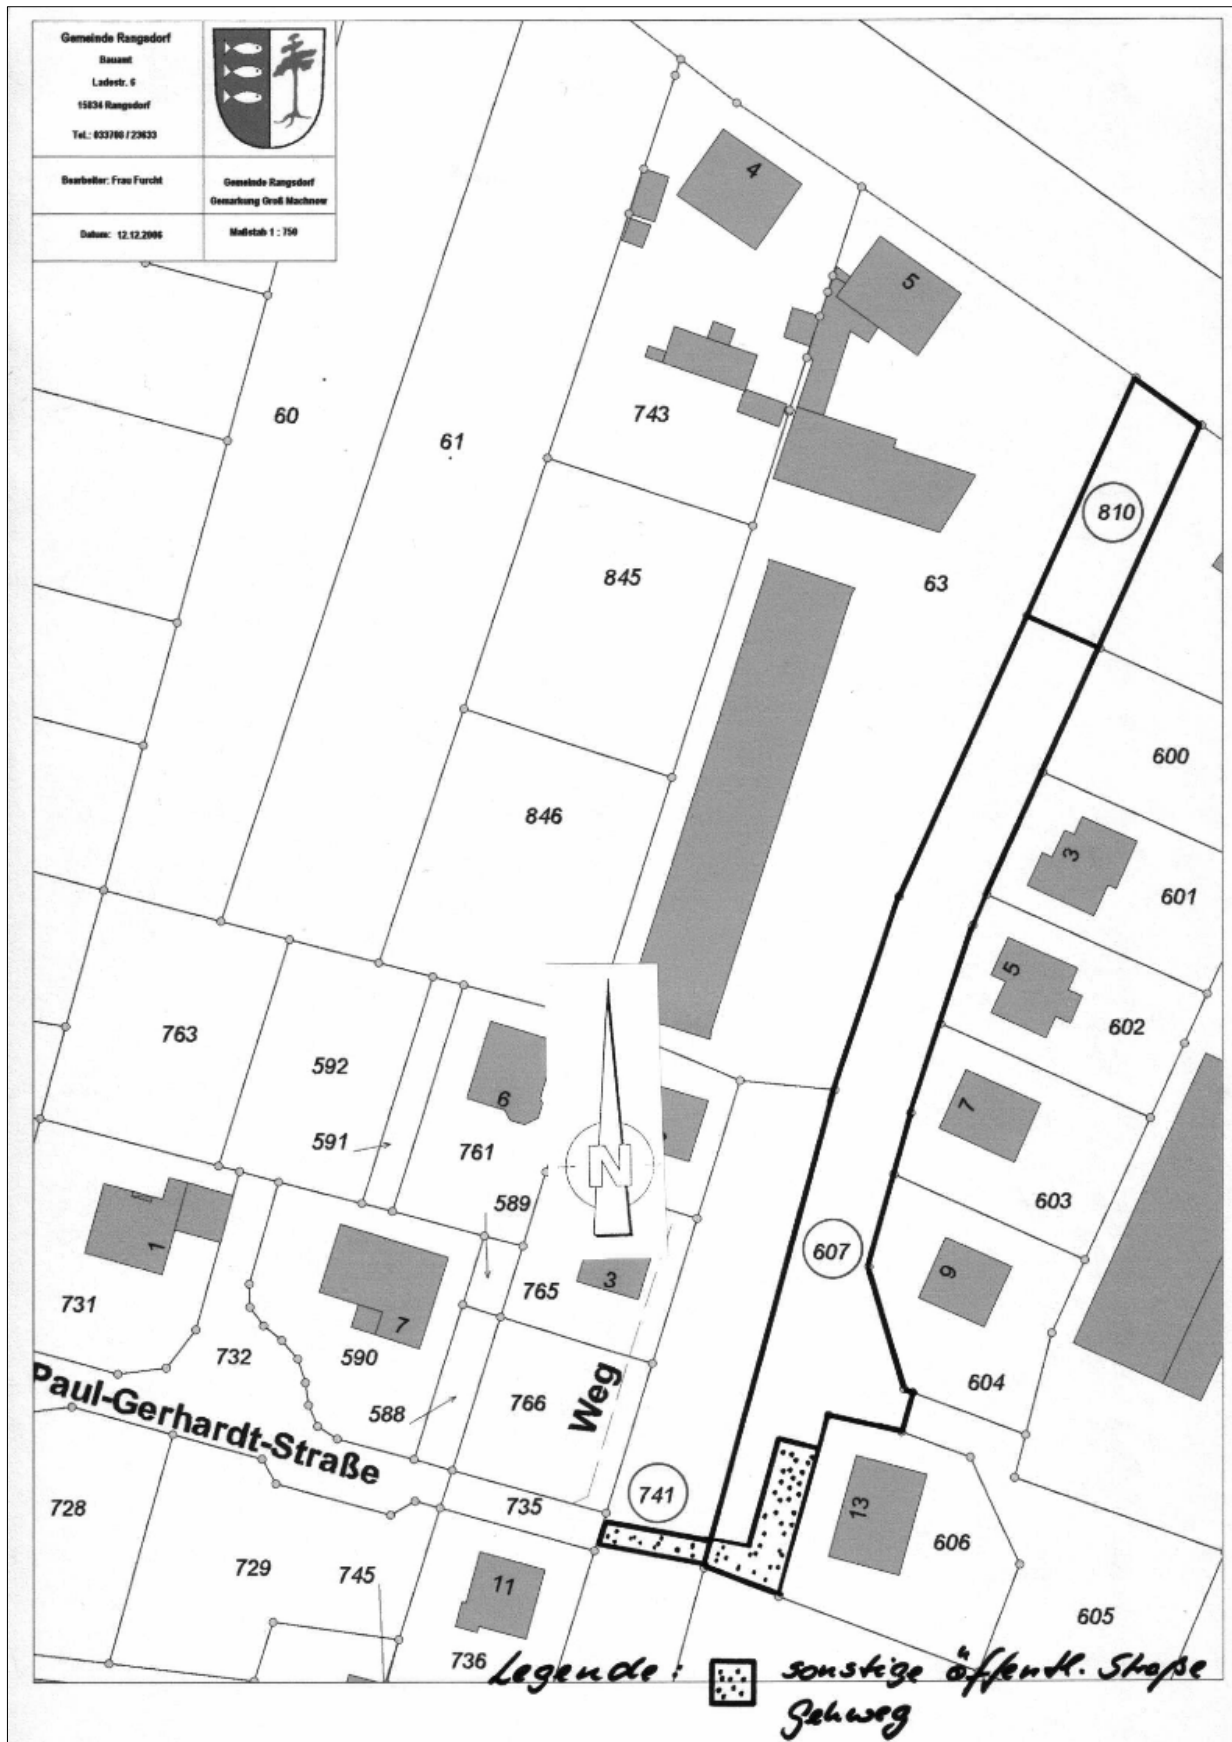 Gemeinde Rangsdorf
Bauamt
Ladestr. 6
15834 Rangsdorf
Tel.: 033708 / 23633
Bearbeiter: Frau Furcht
Gemeinde Rangsdorf
Gemarkung Groß Machnow
Datum: 12.12.2006
Maßstab 1 : 750
4
5
60
61
743
810
845
63
600
846
3
601
5
602
763
592
6
7
591
761
603
589
607
1
765
3
9
731
7
732
590
604
588
766
Weg
Paul-Gerhardt-Straße
741
735
13
728
606
729
745
11
605
736
Legende :
sonstige öffentl. Straße
Gehweg
N